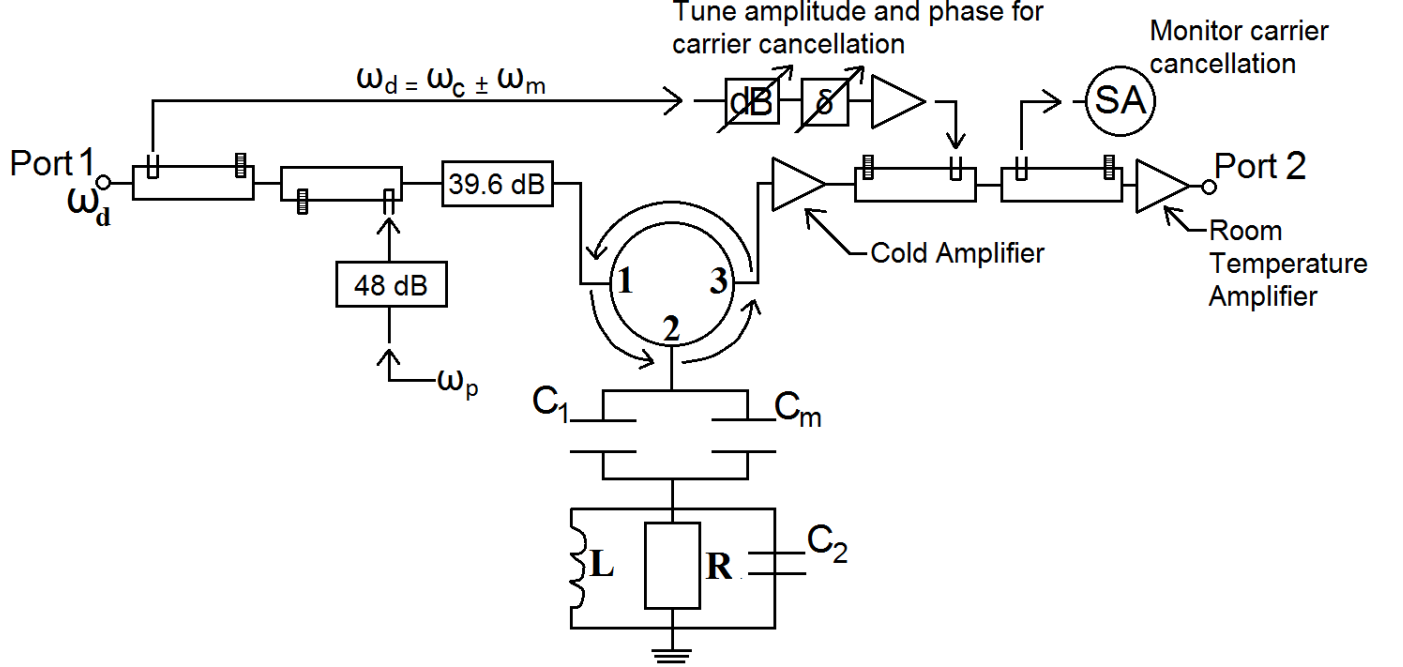 Tune amplitude and phase for
carrier cancellation
Monitor carrier
cancellation
ωd = ωc ± ωm
dB
δ
SA
Port 1
ωd
39.6 dB
Port 2
48 dB
ωp
1
2
3
Cold Amplifier
Room
Temperature
Amplifier
C1
Cm
L
R
C2